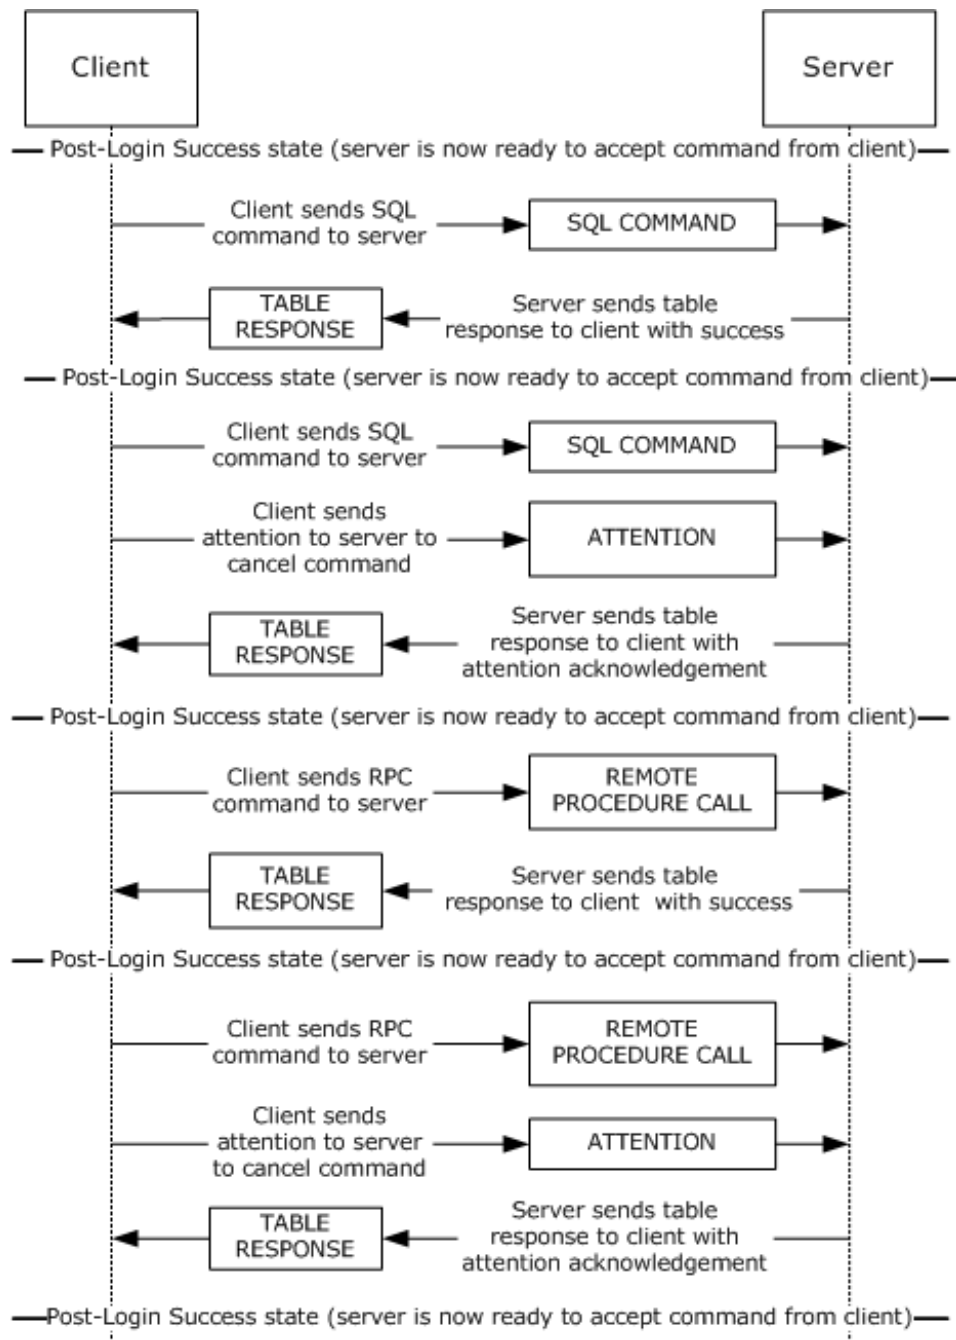 Client
Server
Post-Login Success state (server is now ready to accept command from client)
Client sends SQL
command to server
SQL COMMAND
TABLE
RESPONSE
Server sends table
response to client with success
Post-Login Success state (server is now ready to accept command from client)
Client sends SQL
command to server
SQL COMMAND
Client sends
attention to server to
cancel command
ATTENTION
TABLE
RESPONSE
Server sends table
response to client with
attention acknowledgement
Post-Login Success state (server is now ready to accept command from client)
Client sends RPC
command to server
REMOTE
PROCEDURE CALL
TABLE
RESPONSE
Server sends table
response to client with success
Post-Login Success state (server is now ready to accept command from client)
Client sends RPC
command to server
REMOTE
PROCEDURE CALL
Client sends
attention to server
to cancel command
ATTENTION
TABLE
RESPONSE
Server sends table
response to client with
attention acknowledgement
Post-Login Success state (server is now ready to accept command from client)